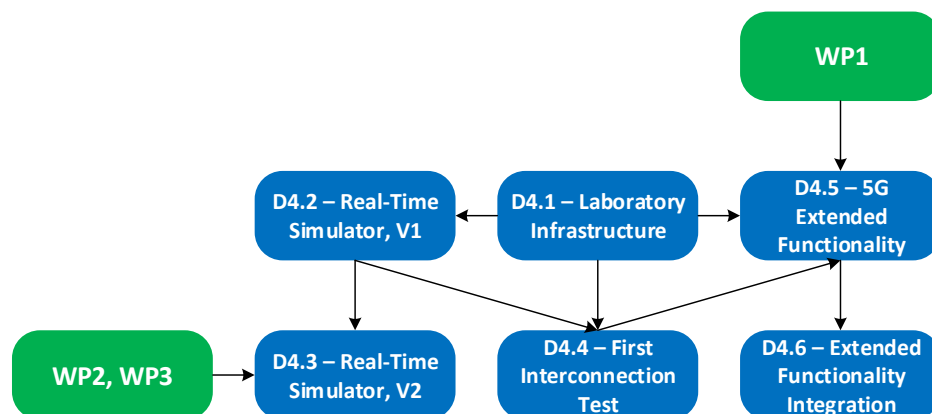 WP1
D4.2 – Real-Time
Simulator, V1
D4.1 – Laboratory
Infrastructure
D4.5 – 5G
Extended
Functionality
WP2, WP3
D4.3 – Real-Time
Simulator, V2
D4.4 – First
Interconnection
Test
D4.6 – Extended
Functionality
Integration